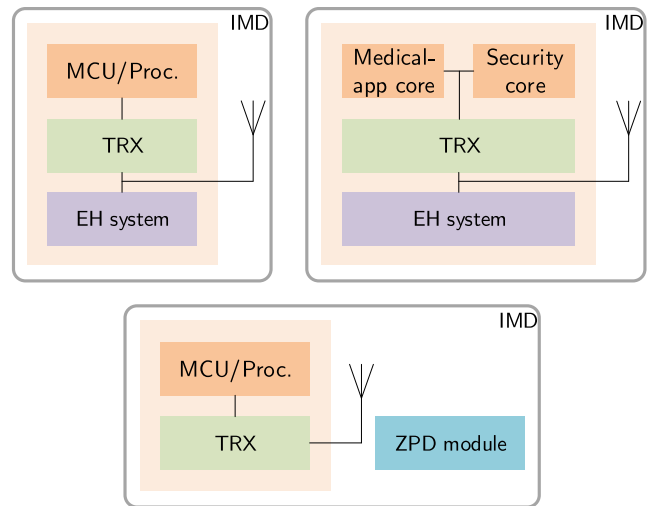 IMD
MCU/Proc.
TRX
EH system
IMD
Medical-
app core
Security
core
TRX
EH system
IMD
MCU/Proc.
TRX
ZPD module